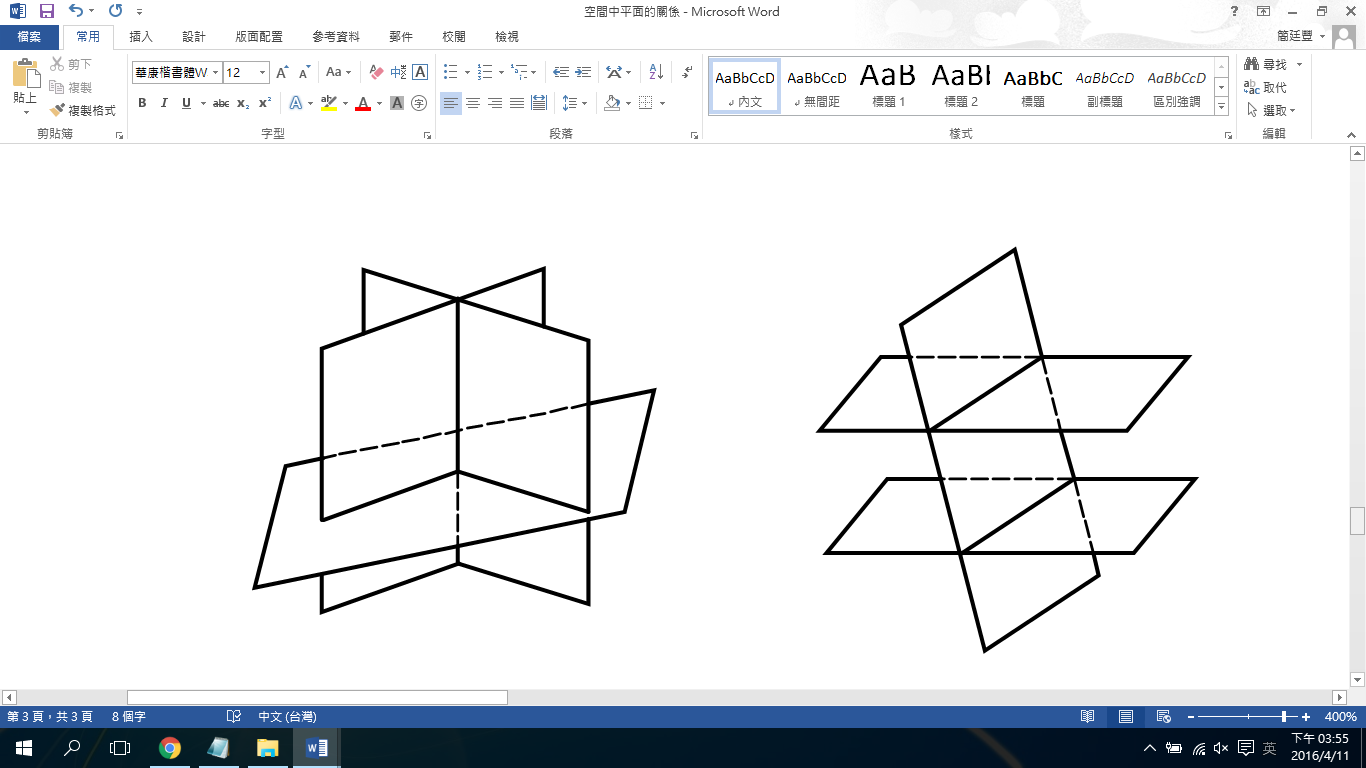 空間中平面的關係 - Microsoft Word
檔案 常用 插入 設計 版面配置 參考資料 郵件 校閱 檢視 簡廷豐
貼上
剪下
複製
複製格式
剪貼簿
華康楷書體W 12
B I U abc x₂ x² A ab A A 字
字型
段落
AaBbCcD AaBbCcD AaB AaBl AaBbC AaBbCcD AaBbCcD
內文 無間距 標題 1 標題 2 標題 副標題 區別強調
樣式
尋找
取代
選取
編輯
第 3 頁，共 3 頁 8 個字 中文 (台灣) 400%
英
下午 03:55
2016/4/11